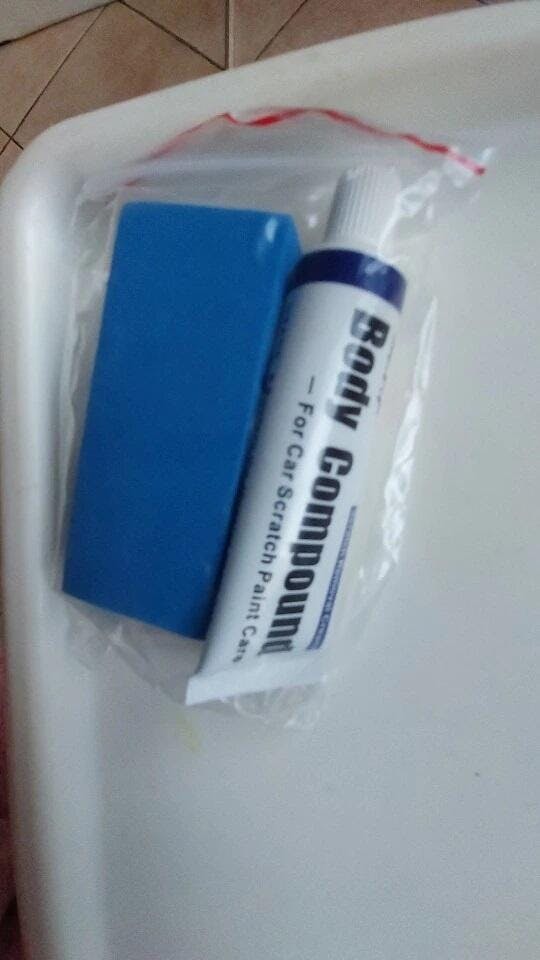 Body Compound
— For Car Scratch Paint Care